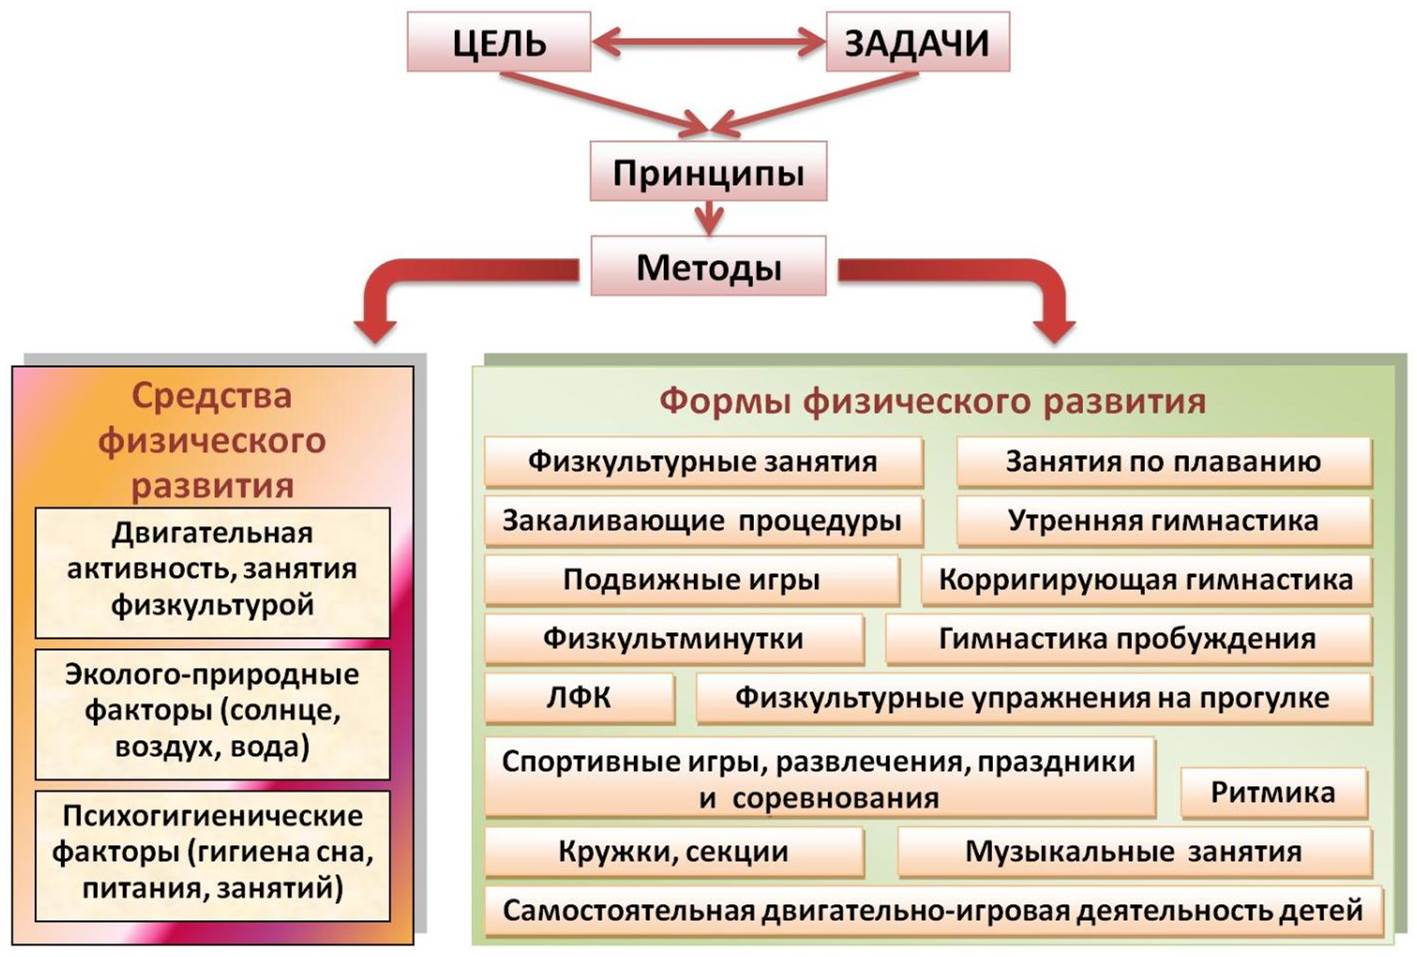 ЦЕЛЬ
ЗАДАЧИ
Принципы
Методы
Средства
физического
развития
Двигательная
активность, занятия
физкультурой
Эколого-природные
факторы (солнце,
воздух, вода)
Психогигиенические
факторы (гигиена сна,
питания, занятий)
Формы физического развития
Физкультурные занятия
Занятия по плаванию
Закаливающие процедуры
Утренняя гимнастика
Подвижные игры
Корригирующая гимнастика
Физкультминутки
Гимнастика пробуждения
ЛФК
Физкультурные упражнения на прогулке
Спортивные игры, развлечения, праздники
и соревнования
Ритмика
Кружки, секции
Музыкальные занятия
Самостоятельная двигательно-игровая деятельность детей